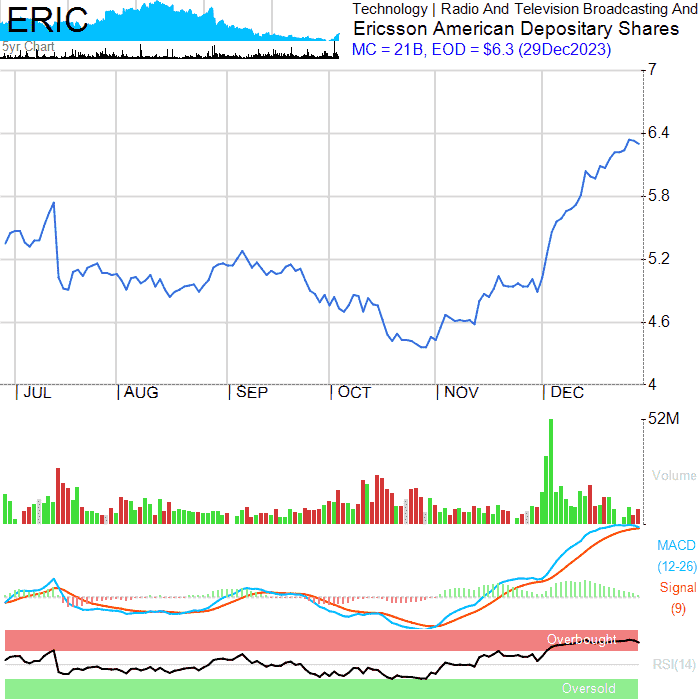 ERIC
5yr. Chart
Technology | Radio And Television Broadcasting And
Ericsson American Depositary Shares
MC = 21B, EOD = $6.3 (29Dec2023)
7
6.4
5.8
5.2
4.6
4
JUL AUG SEP OCT NOV DEC
52M
Volume
MACD
(12-26)
Signal
(9)
Overbought
RSI(14)
Oversold